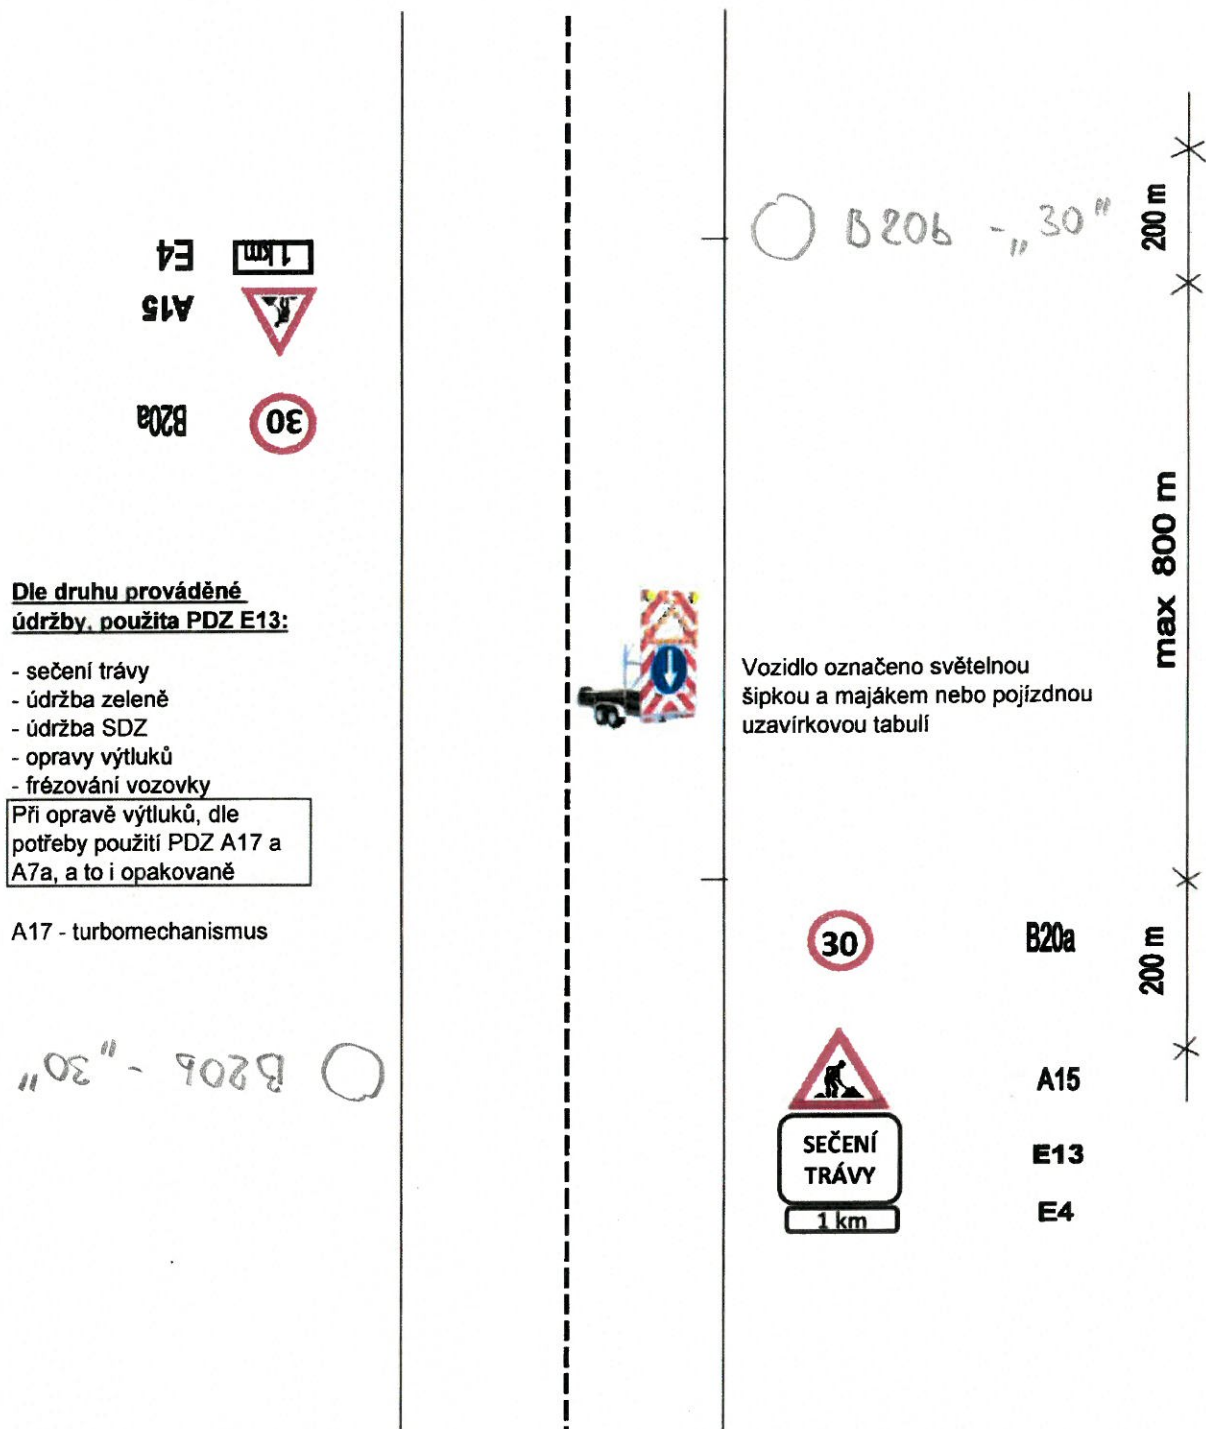 B20b - „30"
200 m
E4
1 km
A15
B20a
30
max 800 m
Dle druhu prováděné
údržby, použita PDZ E13:
- sečení trávy
- údržba zeleně
- údržba SDZ
- opravy výtluků
- frézování vozovky
Při opravě výtluků, dle
potřeby použití PDZ A17 a
A7a, a to i opakovaně
A17 - turbomechanismus
Vozidlo označeno světelnou
šipkou a majákem nebo pojízdnou
uzavírkovou tabulí
30
B20a
200 m
B20b - „30"
A15
SEČENÍ
TRÁVY
E13
1 km
E4